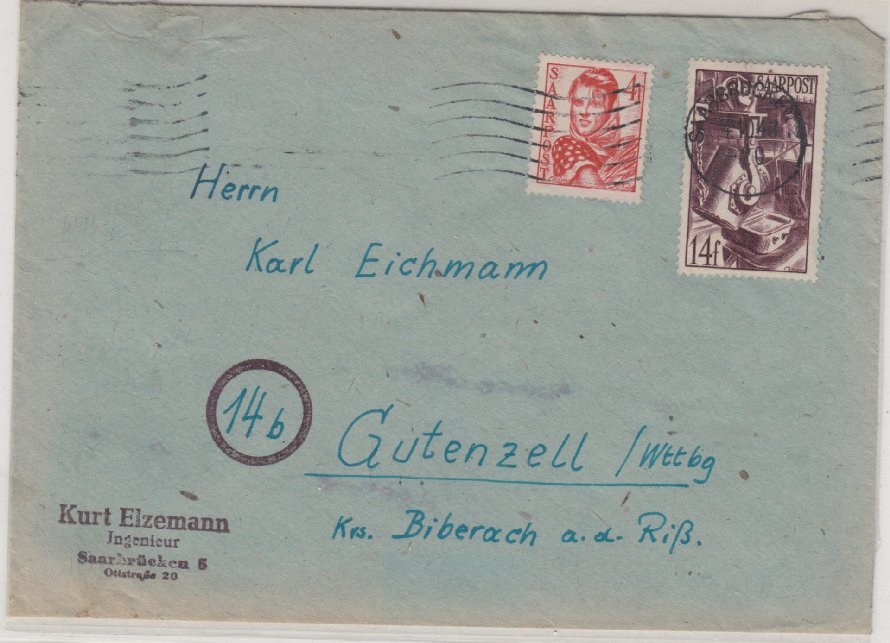 SAARPOST
4f
SAARPOST
14f
Herrn
Karl Eichmann
14b
Gutenzell / Wttbg
Krs. Biberach a. d. Riß.
Kurt Elzemann
Ingenieur
Saarbrücken 5
Ottstraße 20